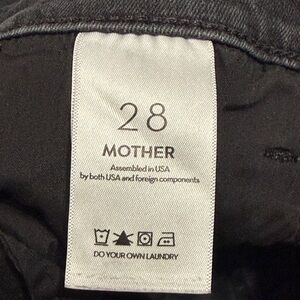 28
MOTHER
Assembled in USA
by both USA and foreign components
DO YOUR OWN LAUNDRY